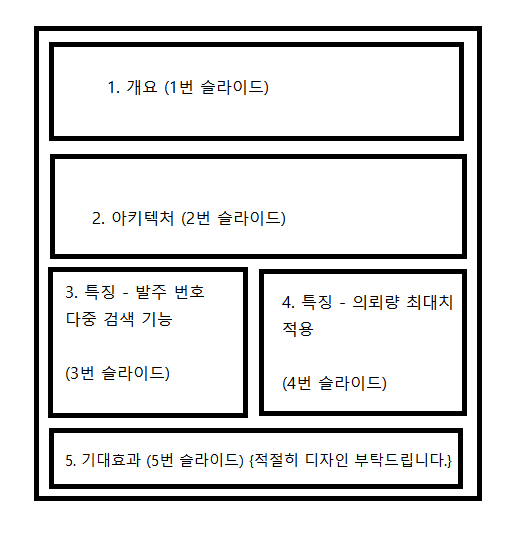 1. 개요 (1번 슬라이드)
2. 아키텍처 (2번 슬라이드)
3. 특징 - 발주 번호
다중 검색 기능
(3번 슬라이드)
4. 특징 - 의뢰량 최대치
적용
(4번 슬라이드)
5. 기대효과 (5번 슬라이드) {적절히 디자인 부탁드립니다.}